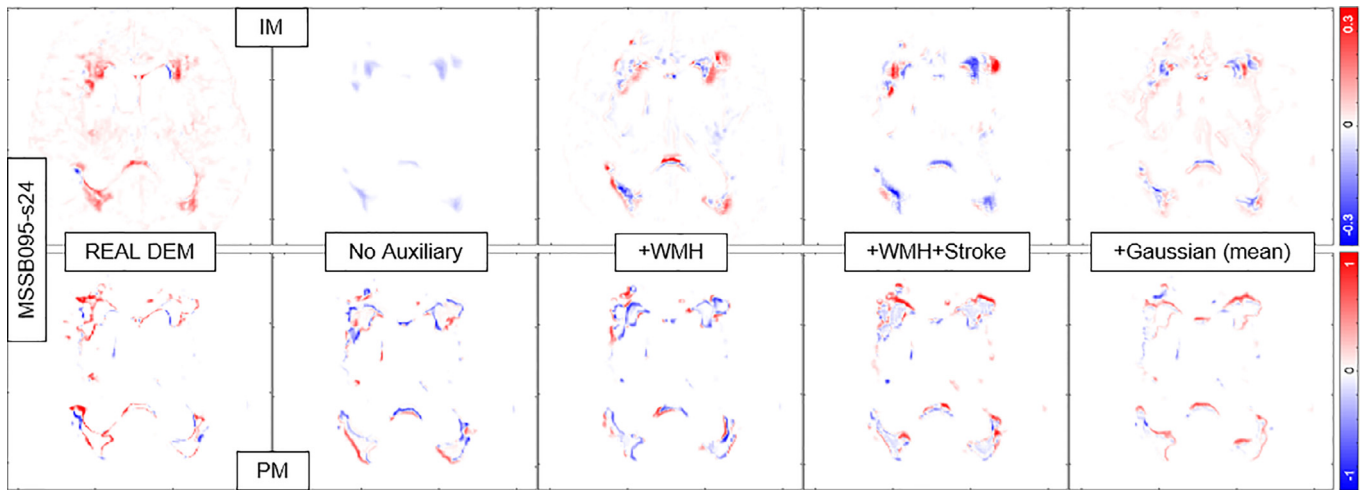 IM
0.3
0
-0.3
MSSB095-s24
REAL DEM
No Auxiliary
+WMH
+WMH+Stroke
+Gaussian (mean)
1
0
-1
PM